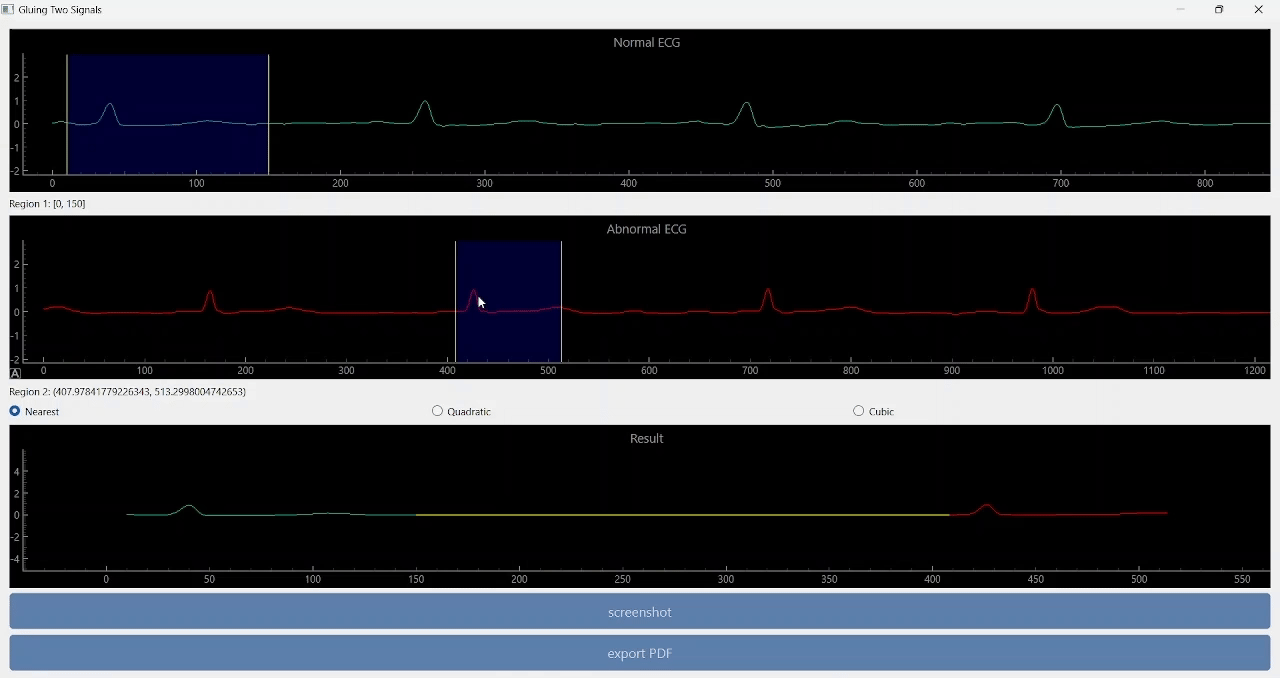 Gluing Two Signals
Normal ECG
2
1
0
-1
-2
0 100 200 300 400 500 600 700 800
Region 1: [0, 150]
Abnormal ECG
2
1
0
-1
-2
A 0 100 200 300 400 500 600 700 800 900 1000 1100 1200
Region 2: (407.97841779226343, 513.2998004742653)
Nearest Quadratic Cubic
Result
4
2
0
-2
-4
0 50 100 150 200 250 300 350 400 450 500 550
screenshot
export PDF